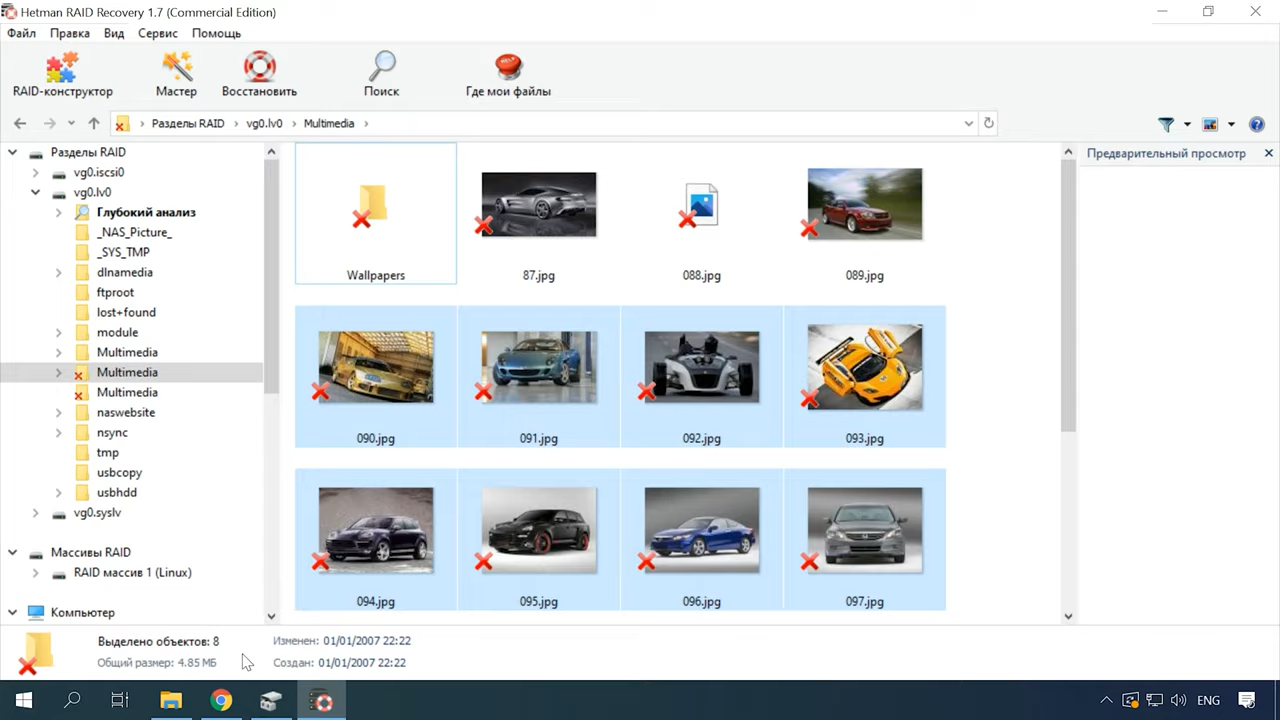 Hetman RAID Recovery 1.7 (Commercial Edition)
Файл Правка Вид Сервис Помощь
RAID-конструктор Мастер Восстановить Поиск Где мои файлы
Разделы RAID vg0.lv0 Multimedia
Разделы RAID
vg0.iscsi0
vg0.lv0
Глубокий анализ
_NAS_Picture_
_SYS_TMP
dlnamedia
ftproot
lost+found
module
Multimedia
Multimedia
Multimedia
naswebsite
nsync
tmp
usbcopy
usbhdd
vg0.syslv
Массивы RAID
RAID массив 1 (Linux)
Компьютер
Wallpapers 87.jpg 088.jpg 089.jpg
090.jpg 091.jpg 092.jpg 093.jpg
094.jpg 095.jpg 096.jpg 097.jpg
Предварительный просмотр
Выделено объектов: 8 Изменен: 01/01/2007 22:22
Общий размер: 4.85 МБ Создан: 01/01/2007 22:22
ENG